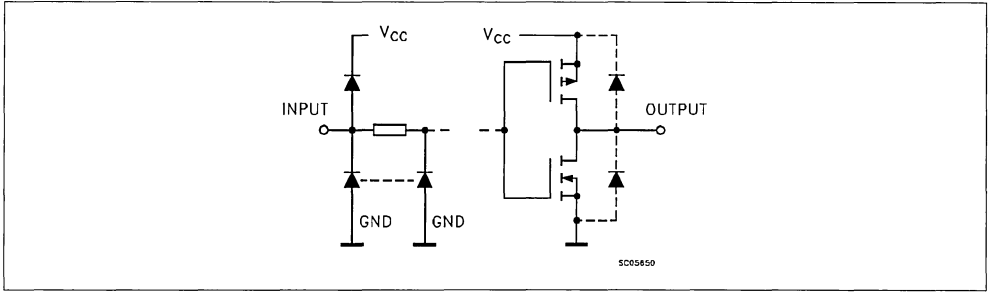 VCC
VCC
INPUT
OUTPUT
GND
GND
SC05650